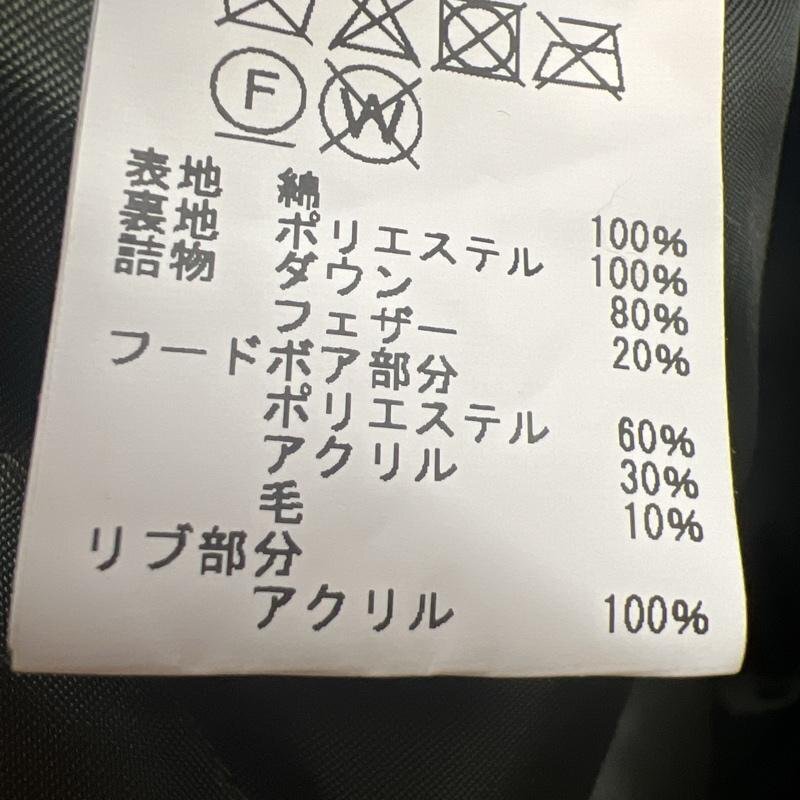 F W
表地 綿 100%
裏地 ポリエステル 100%
詰物 ダウン 80%
フェザー 20%
フードボア部分
ポリエステル 60%
アクリル 30%
毛 10%
リブ部分
アクリル 100%